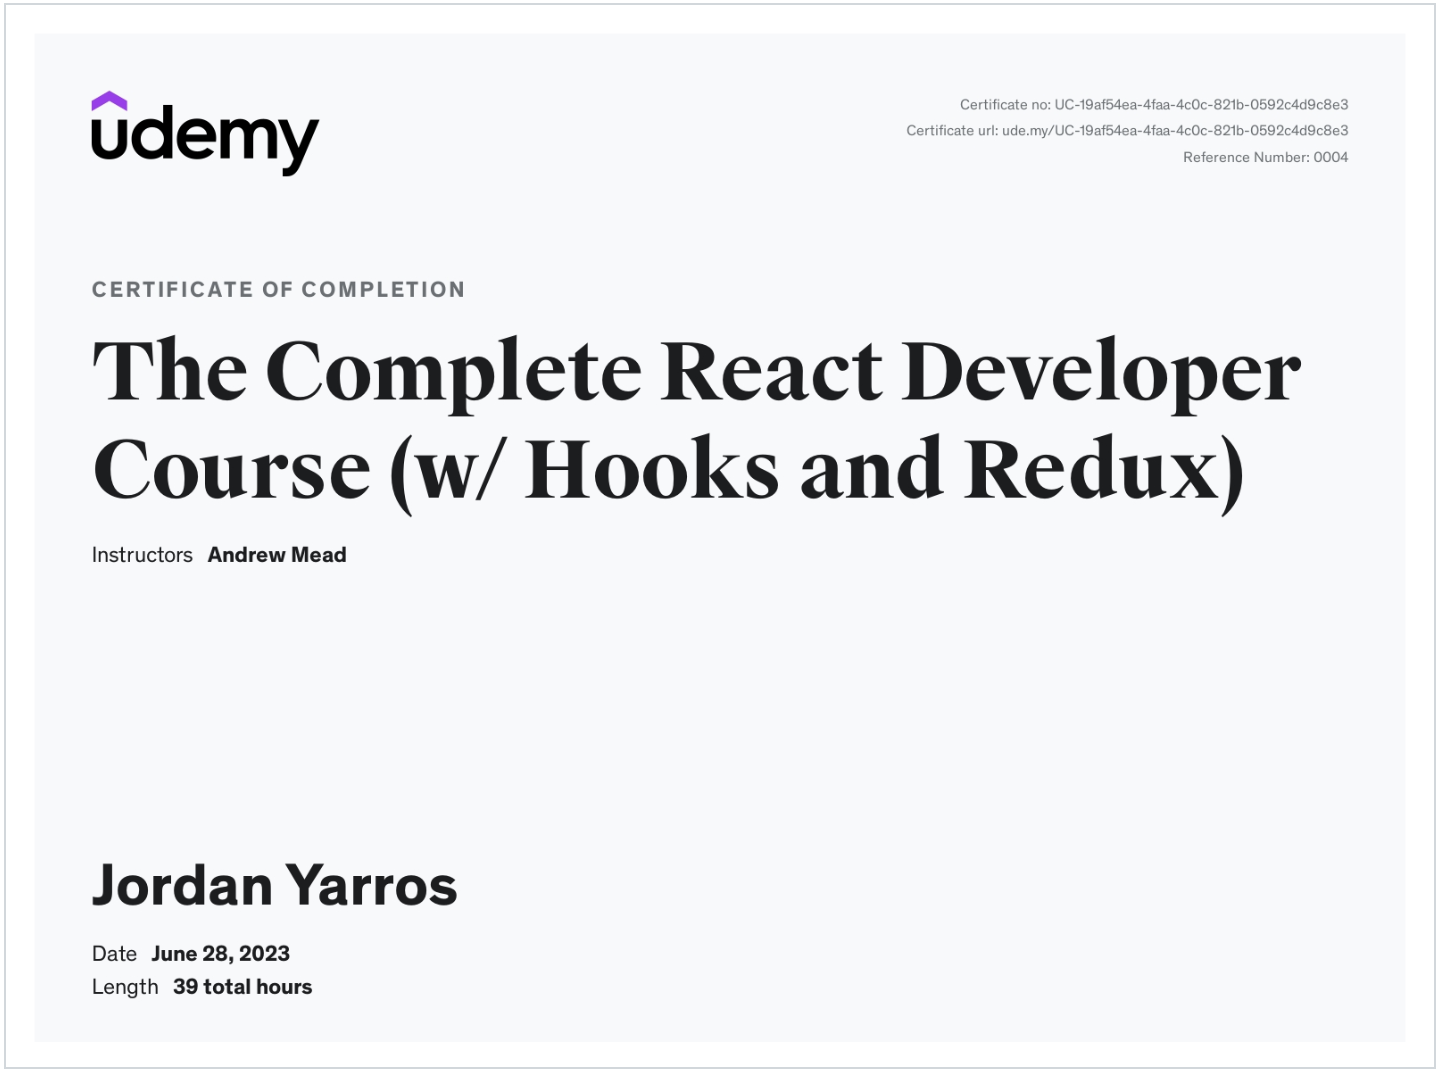 udemy
Certificate no: UC-19af54ea-4faa-4c0c-821b-0592c4d9c8e3
Certificate url: ude.my/UC-19af54ea-4faa-4c0c-821b-0592c4d9c8e3
Reference Number: 0004
CERTIFICATE OF COMPLETION
The Complete React Developer
Course (w/ Hooks and Redux)
Instructors Andrew Mead
Jordan Yarros
Date June 28, 2023
Length 39 total hours